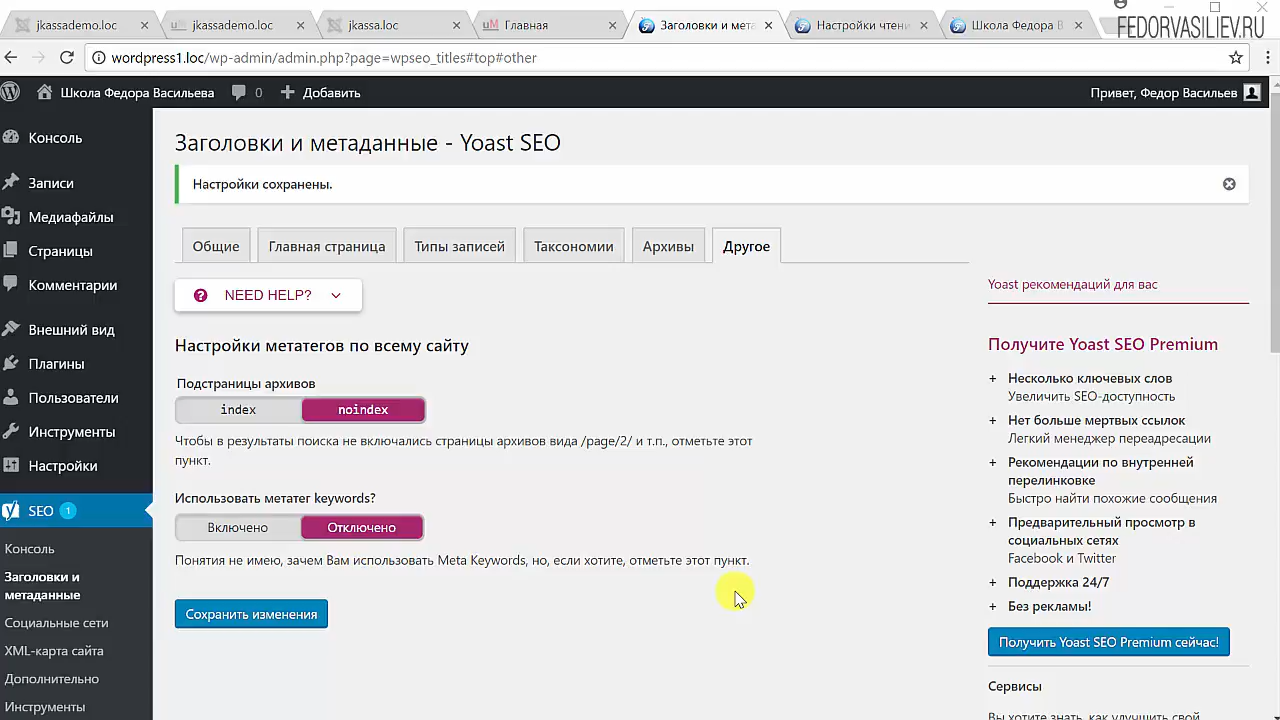 jkassademo.loc
jkassademo.loc
jkassa.loc
uM Главная
Заголовки и мета
Настройки чтени
Школа Федора В
FEDORVASILIEV.RU
wordpress1.loc/wp-admin/admin.php?page=wpseo_titles#top#other
Школа Федора Васильева
0
Добавить
Привет, Федор Васильев
Консоль
Записи
Медиафайлы
Страницы
Комментарии
Внешний вид
Плагины
Пользователи
Инструменты
Настройки
SEO 1
Консоль
Заголовки и
метаданные
Социальные сети
XML-карта сайта
Дополнительно
Инструменты
Заголовки и метаданные - Yoast SEO
Настройки сохранены.
Общие
Главная страница
Типы записей
Таксономии
Архивы
Другое
NEED HELP?
Настройки метатегов по всему сайту
Подстраницы архивов
index
noindex
Чтобы в результаты поиска не включались страницы архивов вида /page/2/ и т.п., отметьте этот
пункт.
Использовать метатег keywords?
Включено
Отключено
Понятия не имею, зачем Вам использовать Meta Keywords, но, если хотите, отметьте этот пункт.
Сохранить изменения
Yoast рекомендаций для вас
Получите Yoast SEO Premium
+ Несколько ключевых слов
Увеличить SEO-доступность
+ Нет больше мертвых ссылок
Легкий менеджер переадресации
+ Рекомендации по внутренней
перелинковке
Быстро найти похожие сообщения
+ Предварительный просмотр в
социальных сетях
Facebook и Twitter
+ Поддержка 24/7
+ Без рекламы!
Получить Yoast SEO Premium сейчас!
Сервисы
Вы хотите знать, как улучшить свой